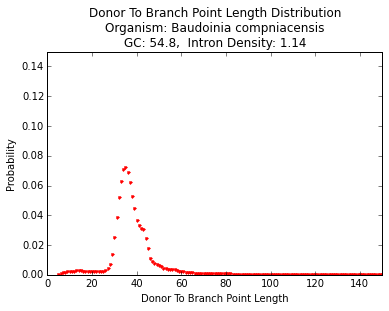 Donor To Branch Point Length Distribution
Organism: Baudoinia compniacensis
GC: 54.8,  Intron Density: 1.14
0.14
0.12
0.10
0.08
0.06
0.04
0.02
0.00
Probability
0 20 40 60 80 100 120 140
Donor To Branch Point Length